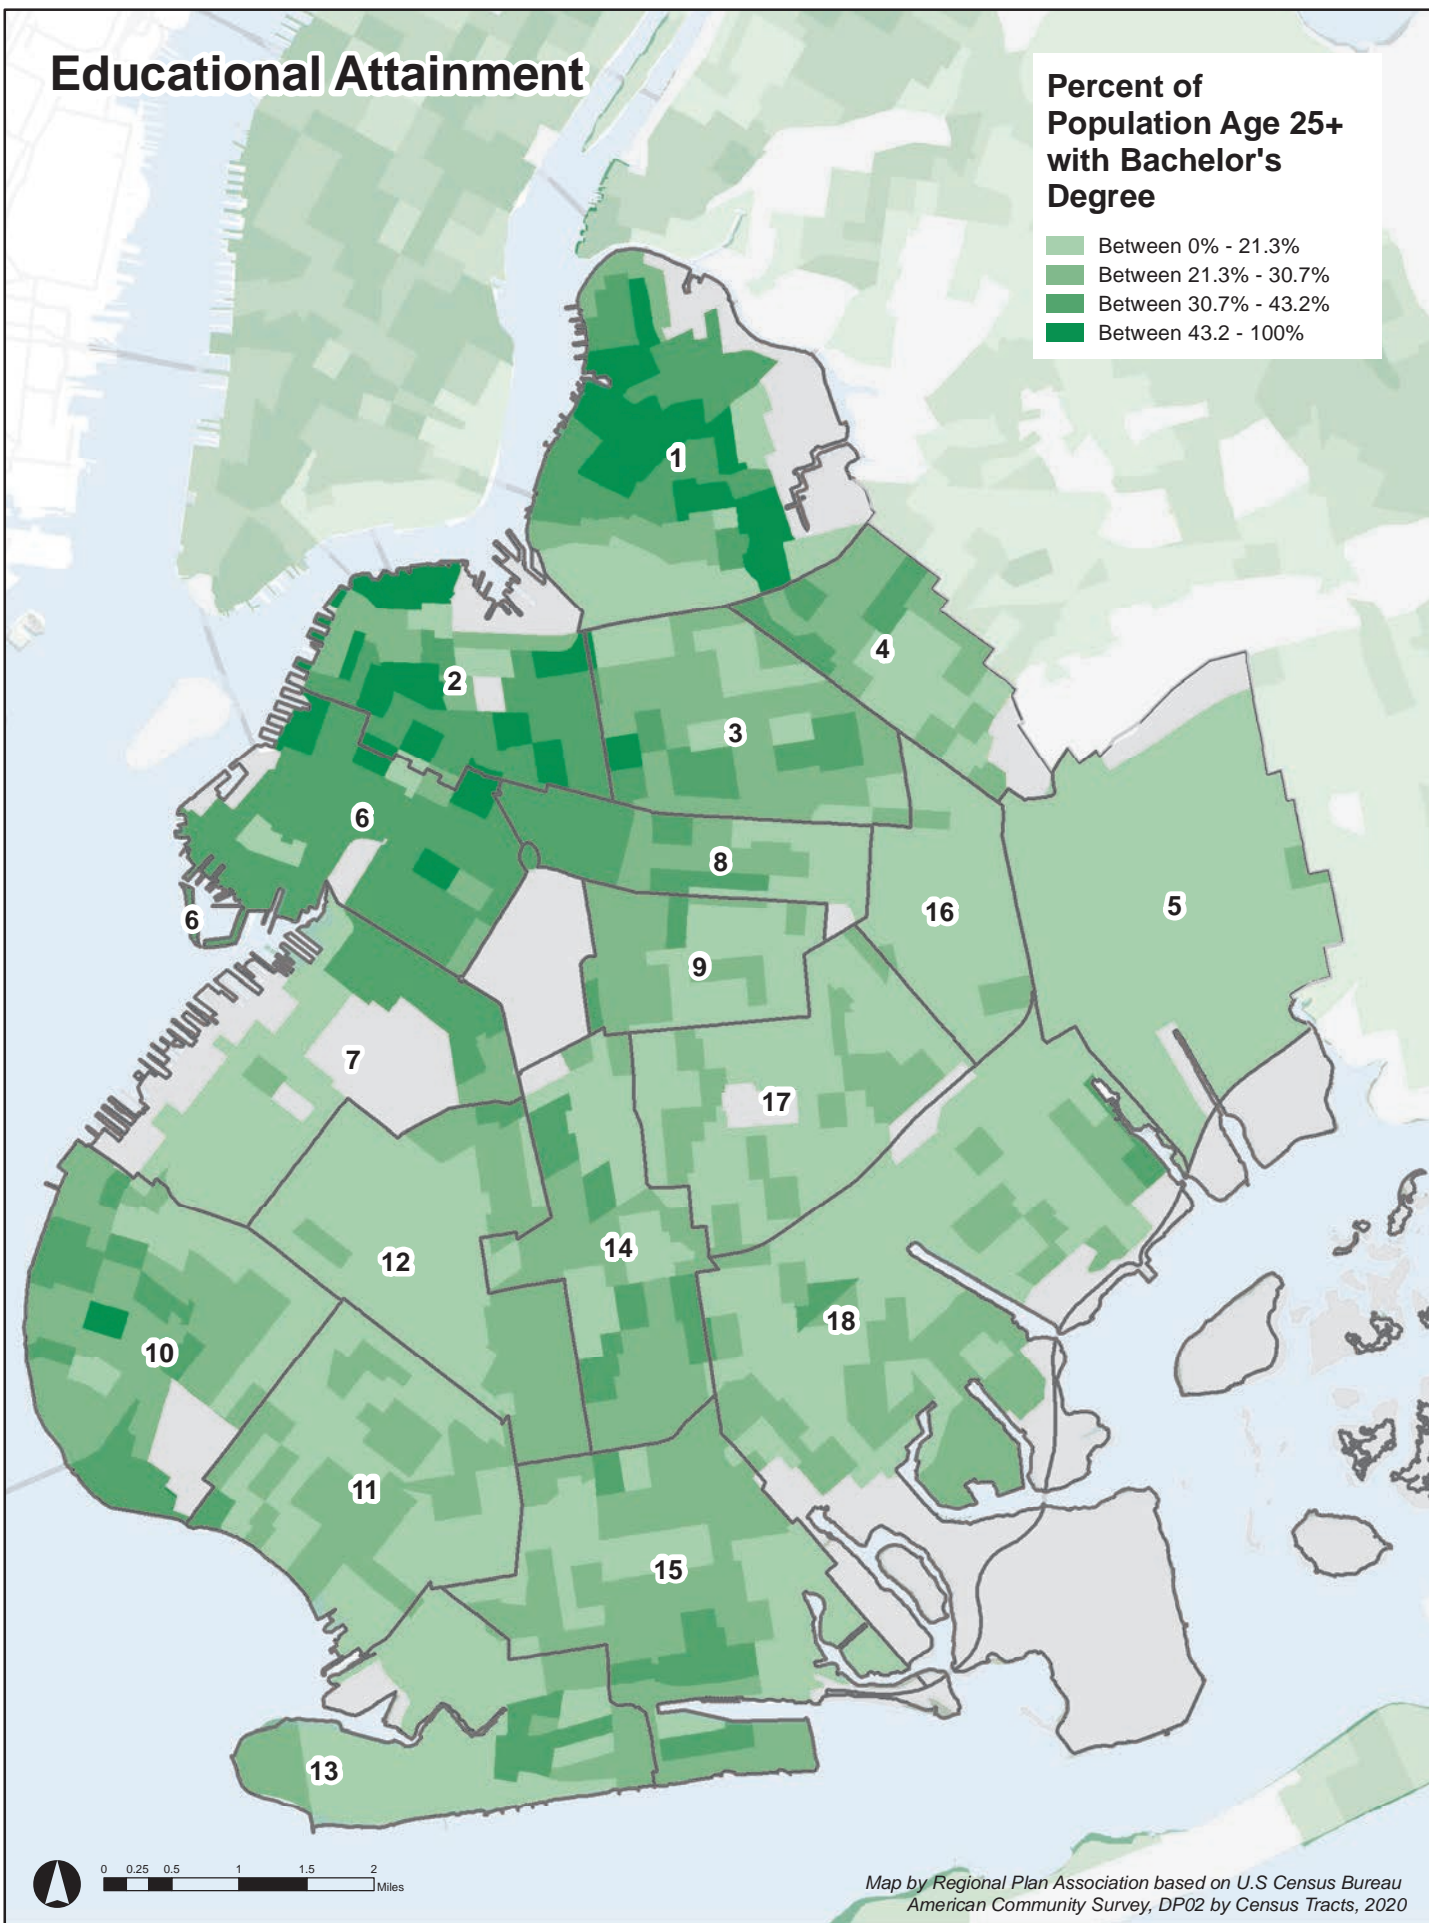 Educational Attainment
Percent of
Population Age 25+
with Bachelor's
Degree
Between 0% - 21.3%
Between 21.3% - 30.7%
Between 30.7% - 43.2%
Between 43.2 - 100%
1
4
2
3
6
8
5
16
6
9
7
17
14
12
18
10
11
15
13
0 0.25 0.5 1 1.5 2
Miles
Map by Regional Plan Association based on U.S Census Bureau
American Community Survey, DP02 by Census Tracts, 2020